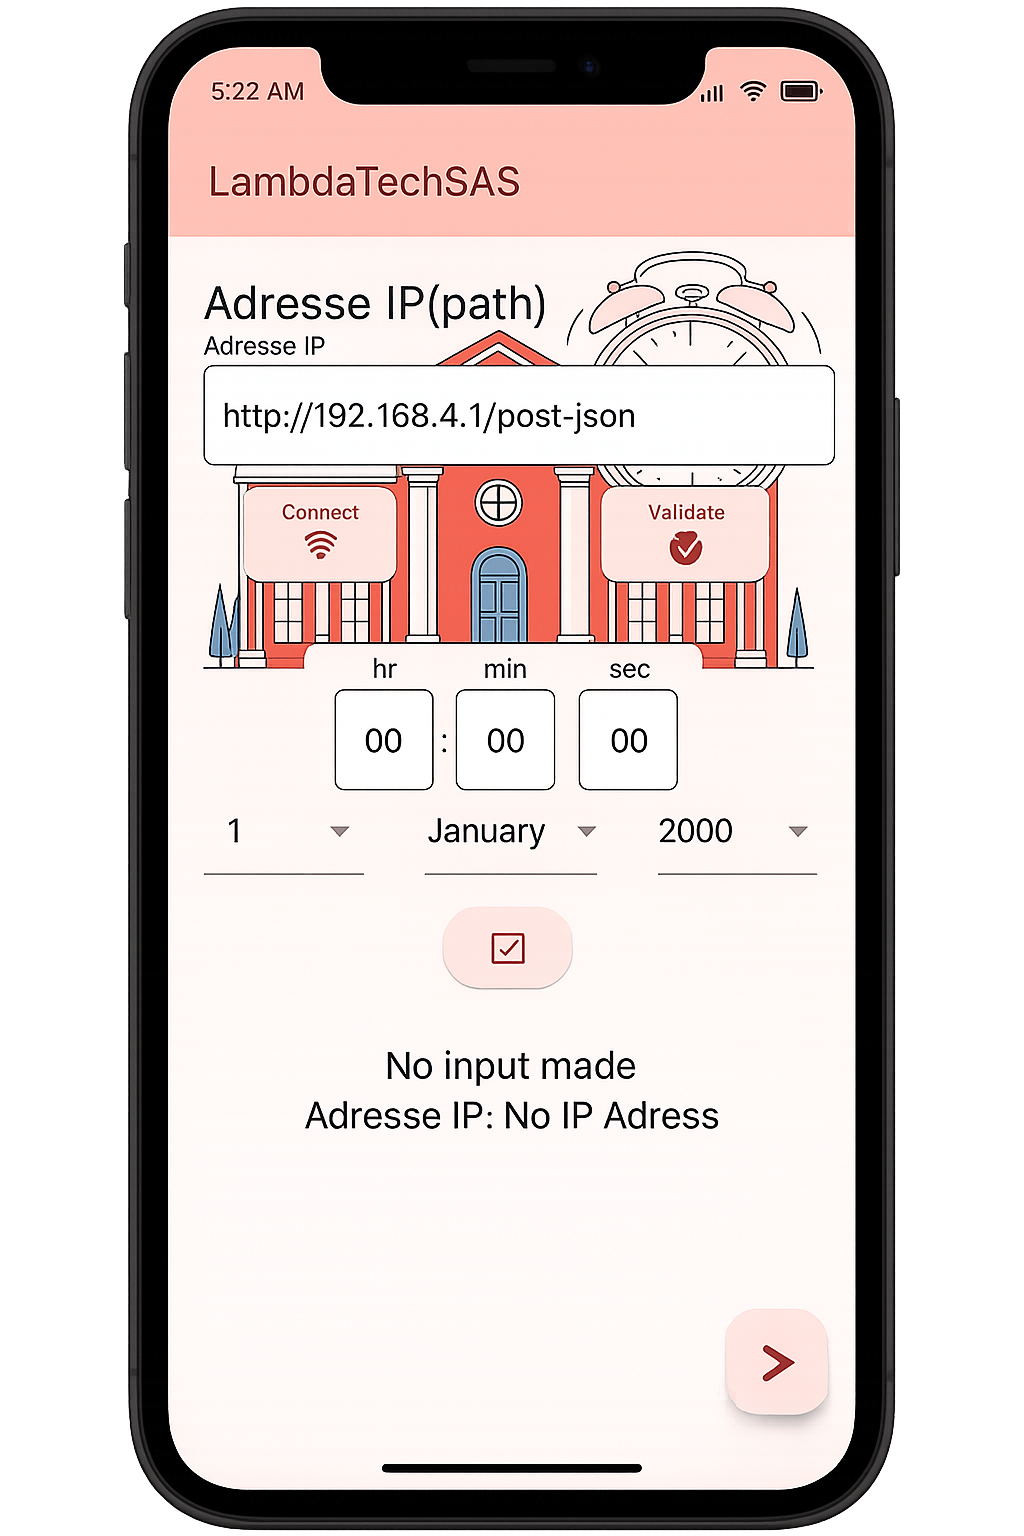 5:22 AM
LambdaTechSAS
Adresse IP(path)
Adresse IP
http://192.168.4.1/post-json
Connect Validate
hr min sec
00 : 00 00
1 January 2000
No input made
Adresse IP: No IP Adress